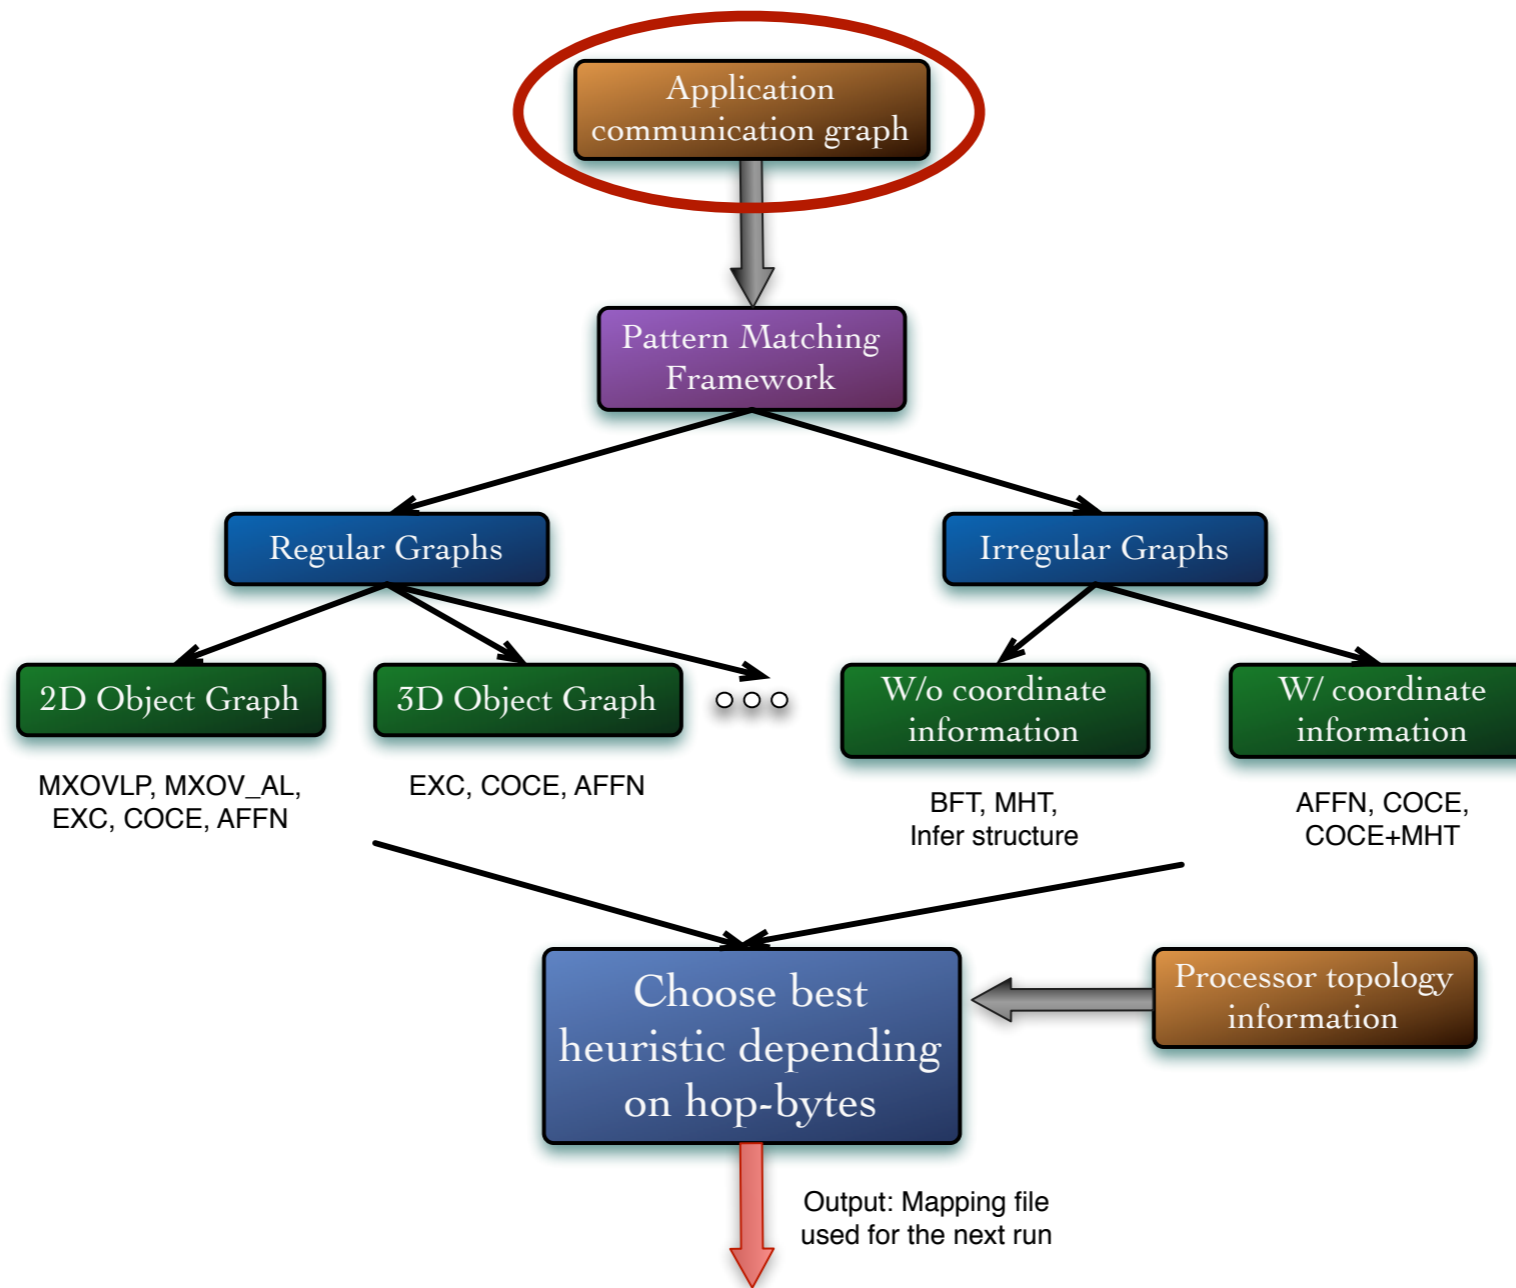 Application
communication graph
Pattern Matching
Framework
Regular Graphs
Irregular Graphs
2D Object Graph
3D Object Graph
W/o coordinate
information
W/ coordinate
information
MXOVLP, MXOV_AL,
EXC, COCE, AFFN
EXC, COCE, AFFN
BFT, MHT,
Infer structure
AFFN, COCE,
COCE+MHT
Choose best
heuristic depending
on hop-bytes
Processor topology
information
Output: Mapping file
used for the next run